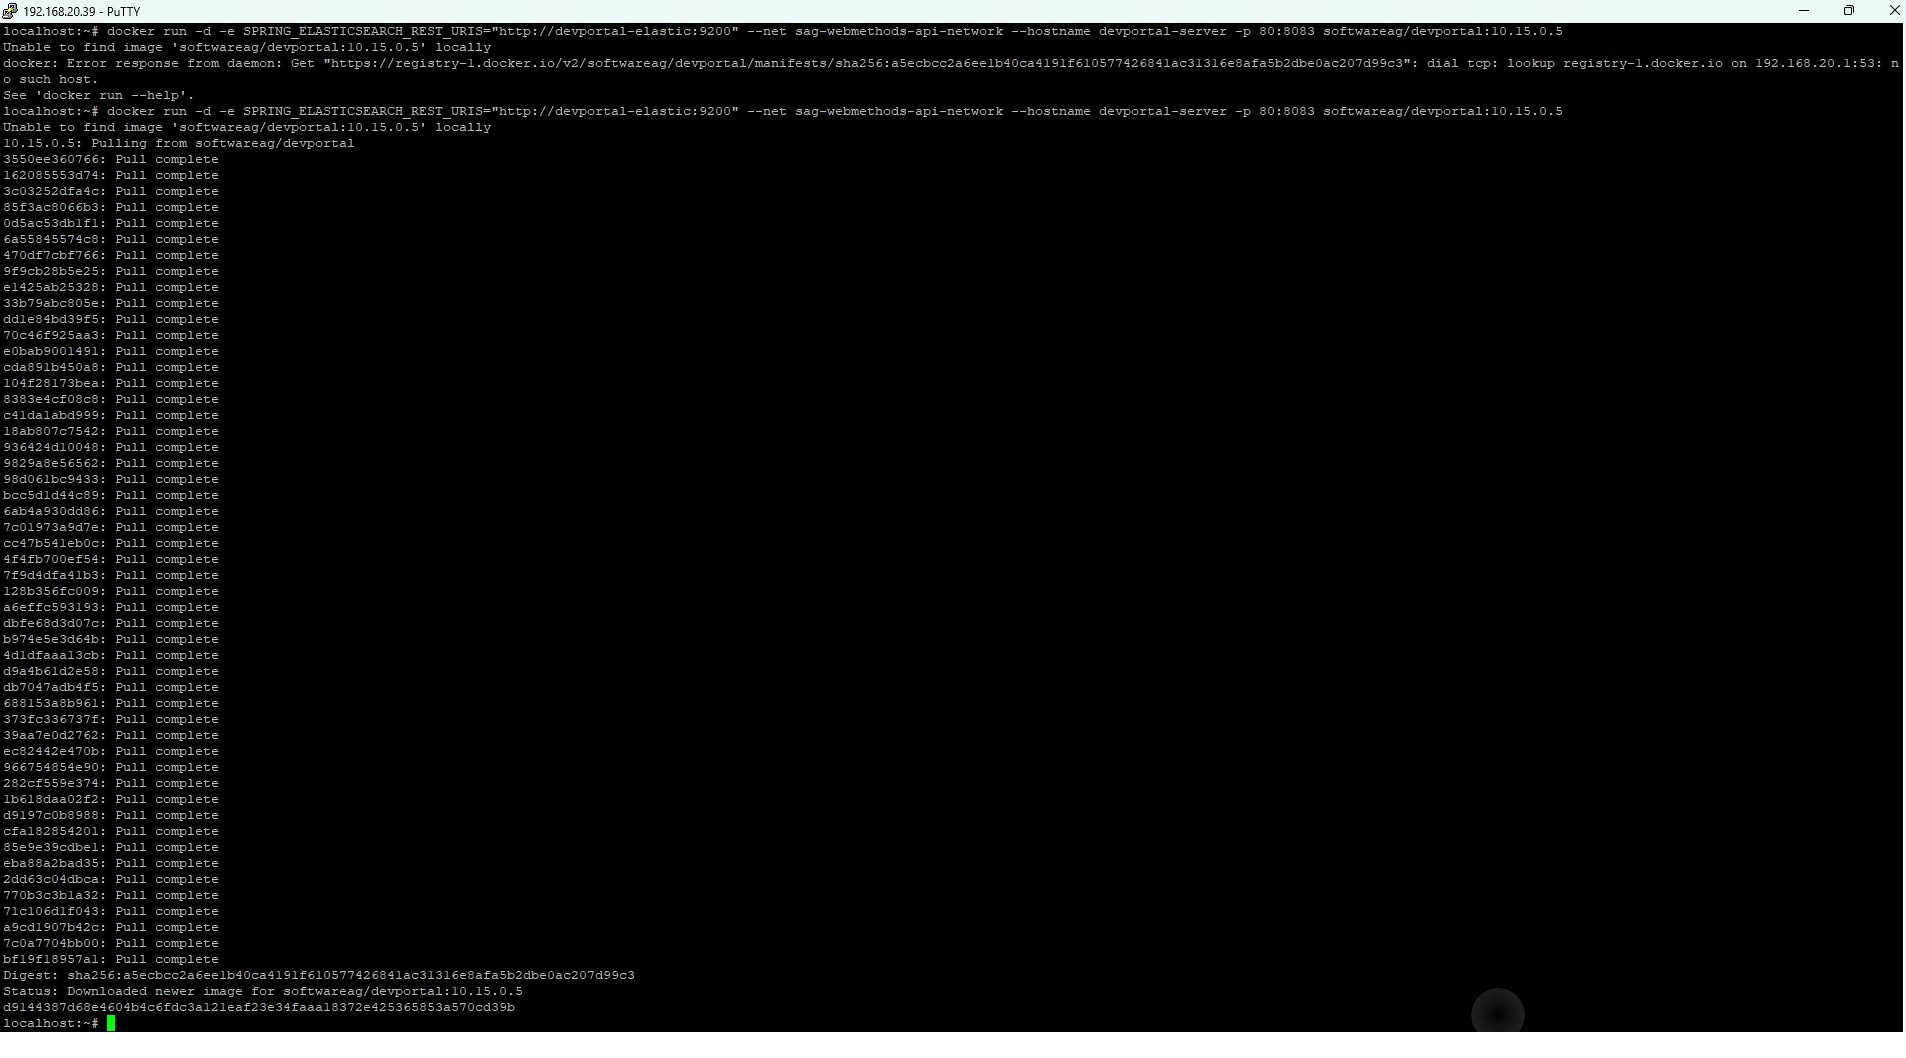 192.168.20.39 - PuTTY
localhost:~# docker run -d -e SPRING_ELASTICSEARCH_REST_URIS="http://devportal-elastic:9200" --net sag-webmethods-api-network --hostname devportal-server -p 80:8083 softwareag/devportal:10.15.0.5
Unable to find image 'softwareag/devportal:10.15.0.5' locally
docker: Error response from daemon: Get "https://registry-1.docker.io/v2/softwareag/devportal/manifests/sha256:a5ecbcc2a6ee1b40ca4191f610577426841ac31316e8afa5b2dbe0ac207d99c3": dial tcp: lookup registry-1.docker.io on 192.168.20.1:53: n
o such host.
See 'docker run --help'.
localhost:~# docker run -d -e SPRING_ELASTICSEARCH_REST_URIS="http://devportal-elastic:9200" --net sag-webmethods-api-network --hostname devportal-server -p 80:8083 softwareag/devportal:10.15.0.5
Unable to find image 'softwareag/devportal:10.15.0.5' locally
10.15.0.5: Pulling from softwareag/devportal
3550ee360766: Pull complete
162085553d74: Pull complete
3c03252dfa4c: Pull complete
85f3ac8066b3: Pull complete
0d5ac53db1f1: Pull complete
6a55845574c8: Pull complete
470df7cbf766: Pull complete
9f9cb28b5e25: Pull complete
e1425ab25328: Pull complete
33b79abc805e: Pull complete
dd1e84bd39f5: Pull complete
70c46f925aa3: Pull complete
e0bab9001491: Pull complete
cda891b450a8: Pull complete
104f28173bea: Pull complete
8383e4cf08c8: Pull complete
c41da1abd999: Pull complete
18ab807c7542: Pull complete
936424d10048: Pull complete
9829a8e56562: Pull complete
98d061bc9433: Pull complete
bcc5d1d44c89: Pull complete
6ab4a930dd86: Pull complete
7c01973a9d7e: Pull complete
cc47b541eb0c: Pull complete
4f4fb700ef54: Pull complete
7f9d4dfa41b3: Pull complete
128b356fc009: Pull complete
a6effc593193: Pull complete
dbfe68d3d07c: Pull complete
b974e5e3d64b: Pull complete
4d1dfaaa13cb: Pull complete
d9a4b61d2e58: Pull complete
db7047adb4f5: Pull complete
688153a8b961: Pull complete
373fc336737f: Pull complete
39aa7e0d2762: Pull complete
ec82442e470b: Pull complete
966754854e90: Pull complete
282cf559e374: Pull complete
1b618daa02f2: Pull complete
d9197c0b8988: Pull complete
cfa182854201: Pull complete
85e9e39cdbe1: Pull complete
eba88a2bad35: Pull complete
2dd63c04dbca: Pull complete
770b3c3b1a32: Pull complete
71c106d1f043: Pull complete
a9cd1907b42c: Pull complete
7c0a7704bb00: Pull complete
bf19f18957a1: Pull complete
Digest: sha256:a5ecbcc2a6ee1b40ca4191f610577426841ac31316e8afa5b2dbe0ac207d99c3
Status: Downloaded newer image for softwareag/devportal:10.15.0.5
d9144387d68e4604b4c6fdc3a121eaf23e34faaa18372e425365853a570cd39b
localhost:~#